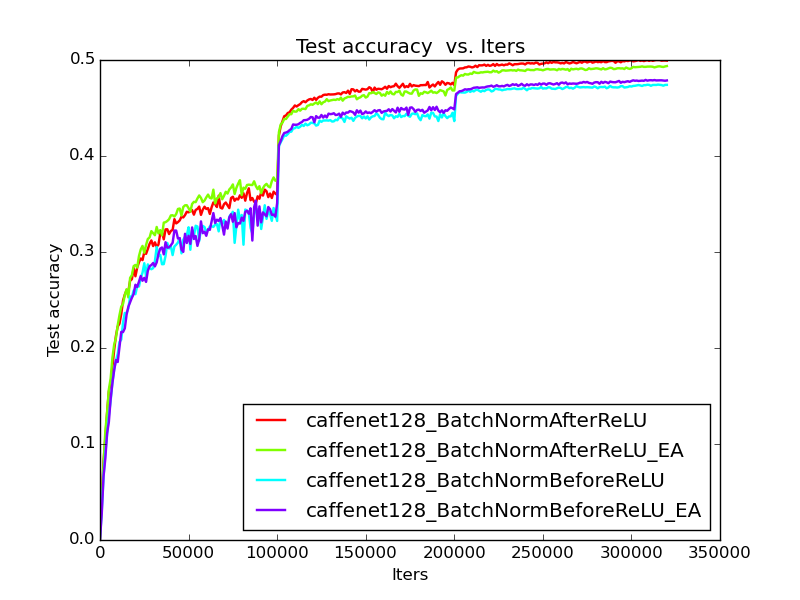 Test accuracy  vs. Iters
Test accuracy
0.5
0.4
0.3
0.2
0.1
0.0
caffenet128_BatchNormAfterReLU
caffenet128_BatchNormAfterReLU_EA
caffenet128_BatchNormBeforeReLU
caffenet128_BatchNormBeforeReLU_EA
0 50000 100000 150000 200000 250000 300000 350000
Iters